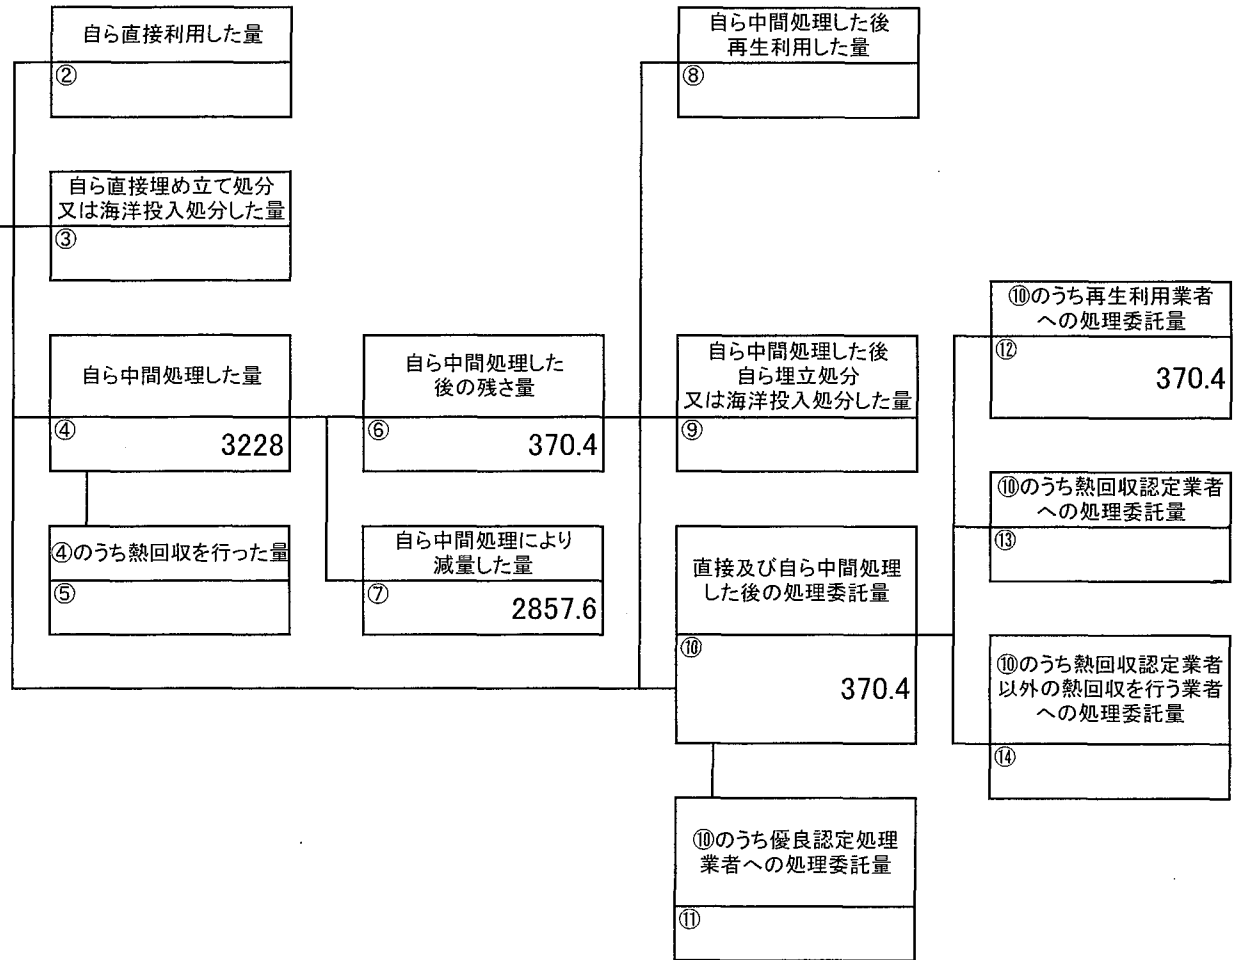 自ら直接利用した量
②
自ら直接埋め立て処分
又は海洋投入処分した量
③
自ら中間処理した量
④
3228
④のうち熱回収を行った量
⑤
自ら中間処理した
後の残さ量
⑥
370.4
自ら中間処理により
減量した量
⑦
2857.6
自ら中間処理した後
再生利用した量
⑧
自ら中間処理した後
自ら埋立処分
又は海洋投入処分した量
⑨
直接及び自ら中間処理
した後の処理委託量
⑩
370.4
⑩のうち優良認定処理
業者への処理委託量
⑪
⑩のうち再生利用業者
への処理委託量
⑫
370.4
⑩のうち熱回収認定業者
への処理委託量
⑬
⑩のうち熱回収認定業者
以外の熱回収を行う業者
への処理委託量
⑭